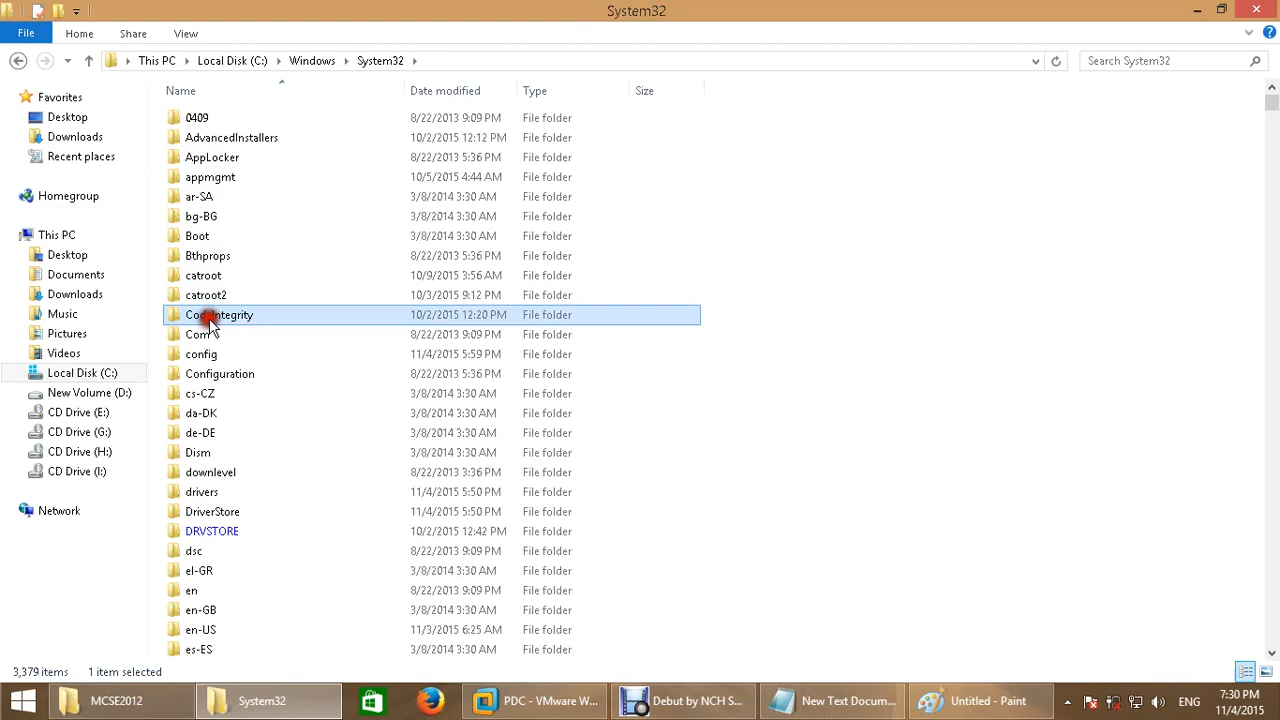 System32
File Home Share View
This PC Local Disk (C:) Windows System32 Search System32
Name Date modified Type Size
Favorites
Desktop
Downloads
Recent places
Homegroup
This PC
Desktop
Documents
Downloads
Music
Pictures
Videos
Local Disk (C:)
New Volume (D:)
CD Drive (E:)
CD Drive (G:)
CD Drive (H:)
CD Drive (I:)
Network
0409 8/22/2013 9:09 PM File folder
AdvancedInstallers 10/2/2015 12:12 PM File folder
AppLocker 8/22/2013 5:36 PM File folder
appmgmt 10/5/2015 4:44 AM File folder
ar-SA 3/8/2014 3:30 AM File folder
bg-BG 3/8/2014 3:30 AM File folder
Boot 3/8/2014 3:30 AM File folder
Bthprops 8/22/2013 5:36 PM File folder
catroot 10/9/2015 3:56 AM File folder
catroot2 10/3/2015 9:12 PM File folder
CodeIntegrity 10/2/2015 12:20 PM File folder
Com 8/22/2013 9:09 PM File folder
config 11/4/2015 5:59 PM File folder
Configuration 8/22/2013 5:36 PM File folder
cs-CZ 3/8/2014 3:30 AM File folder
da-DK 3/8/2014 3:30 AM File folder
de-DE 3/8/2014 3:30 AM File folder
Dism 3/8/2014 3:30 AM File folder
downlevel 8/22/2013 3:36 PM File folder
drivers 11/4/2015 5:50 PM File folder
DriverStore 11/4/2015 5:50 PM File folder
DRVSTORE 10/2/2015 12:42 PM File folder
dsc 8/22/2013 9:09 PM File folder
el-GR 3/8/2014 3:30 AM File folder
en 8/22/2013 9:09 PM File folder
en-GB 3/8/2014 3:30 AM File folder
en-US 11/3/2015 6:25 AM File folder
es-ES 3/8/2014 3:30 AM File folder
3,379 items 1 item selected
MCSE2012 System32 PDC - VMware W... Debut by NCH S... New Text Docum... Untitled - Paint ENG 7:30 PM
11/4/2015